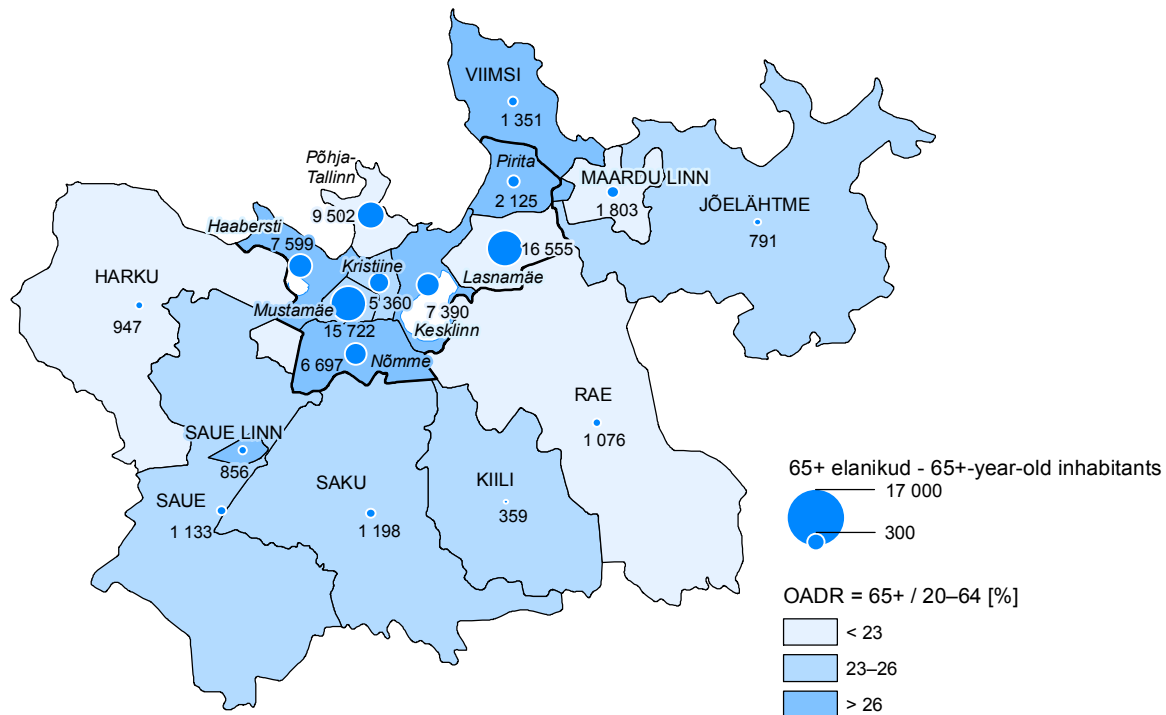 VIIMSI
1 351
Põhja-
Tallinn
Pirita
MAARDU LINN
9 502
2 125
1 803
JÕELÄHTME
Haabersti
7 599
16 555
791
Kristiine
Lasnamäe
HARKU
947
Mustamäe
5 360
7 390
15 722
Kesklinn
6 697
Nõmme
RAE
1 076
SAUE LINN
856
SAKU
KIILI
SAUE
359
1 133
1 198
65+ elanikud - 65+-year-old inhabitants
17 000
300
OADR = 65+ / 20–64 [%]
< 23
23–26
> 26